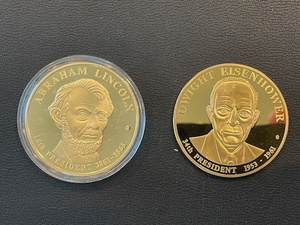 ABRAHAM LINCOLN
16th PRESIDENT 1861-1865
DWIGHT EISENHOWER
34th PRESIDENT 1953 - 1961